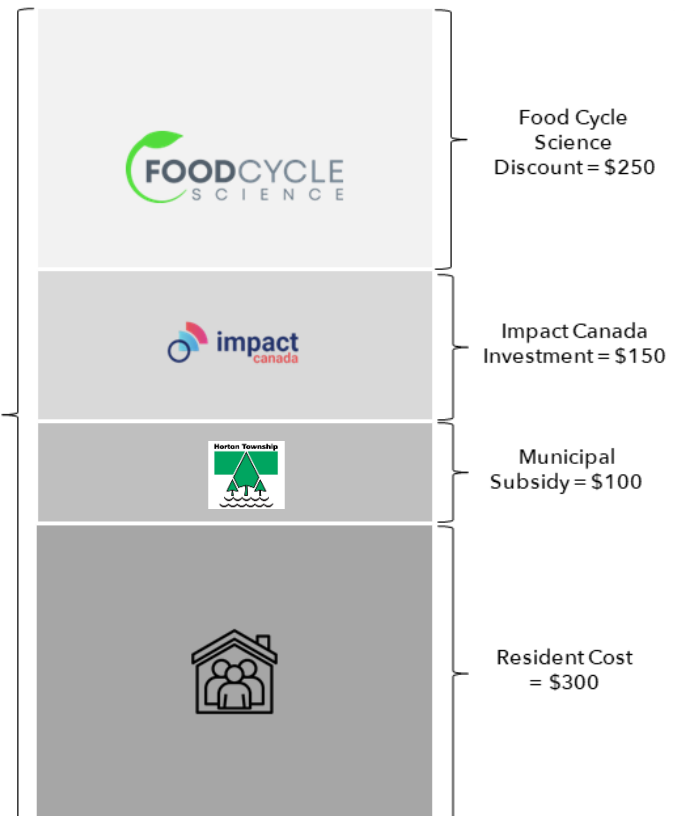 Food Cycle
Science
Discount = $250
FOODCYCLE
SCIENCE
Impact Canada
Investment = $150
impact
canada
Horton Township
Municipal
Subsidy = $100
Resident Cost
= $300